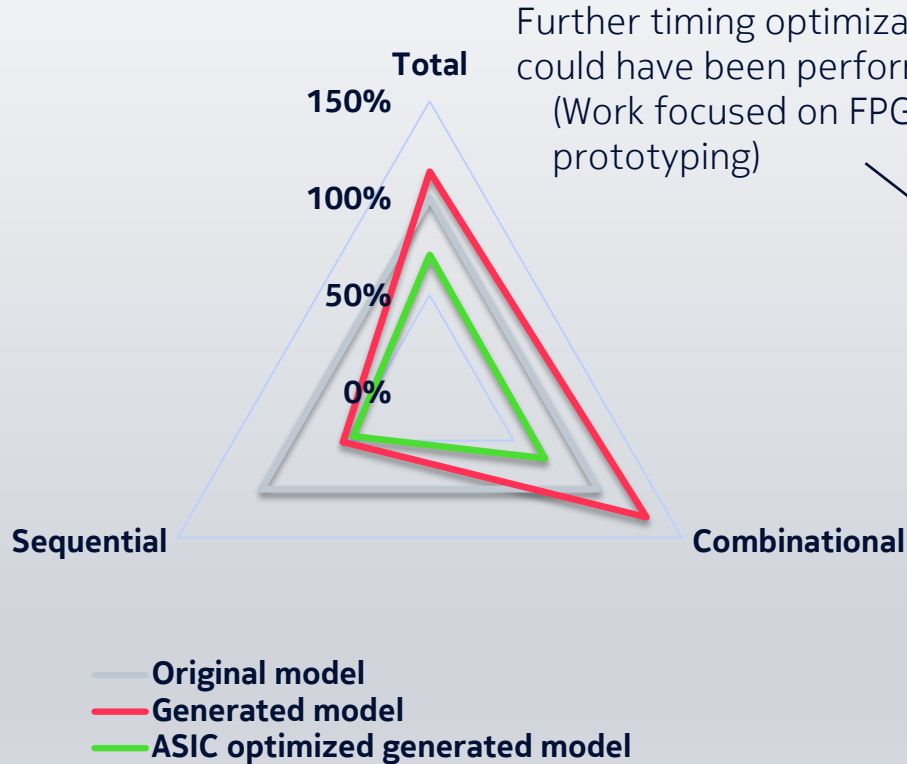 Further timing optimiza
could have been perforr
(Work focused on FPG
prototyping)
Total
150%
100%
50%
0%
Sequential
Combinational
Original model
Generated model
ASIC optimized generated model